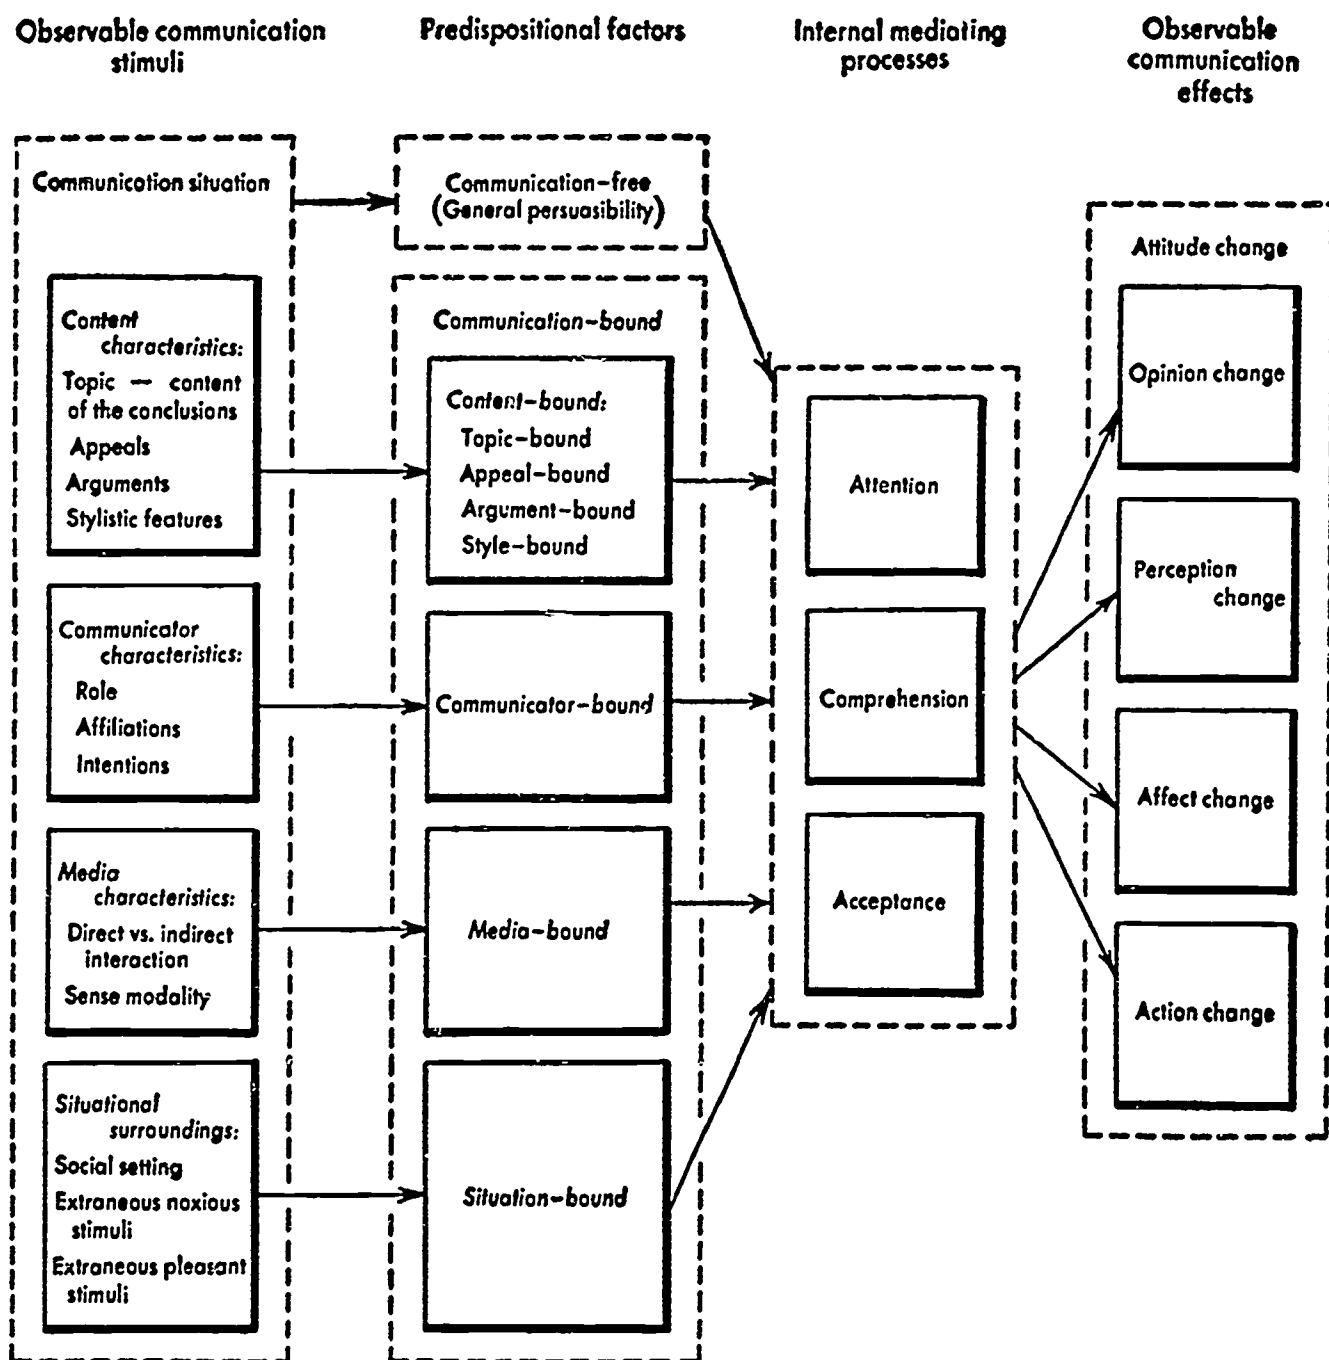 Observable communication
stimuli
Predispositional factors
Internal mediating
processes
Observable
communication
effects
Communication situation
Content
characteristics:
Topic — content
of the conclusions
Appeals
Arguments
Stylistic features
Communicator
characteristics:
Role
Affiliations
Intentions
Media
characteristics:
Direct vs. indirect
interaction
Sense modality
Situational
surroundings:
Social setting
Extraneous noxious
stimuli
Extraneous pleasant
stimuli
Communication-free
(General persuasibility)
Communication-bound
Content-bound:
Topic-bound
Appeal-bound
Argument-bound
Style-bound
Communicator-bound
Media-bound
Situation-bound
Attention
Comprehension
Acceptance
Attitude change
Opinion change
Perception
change
Affect change
Action change